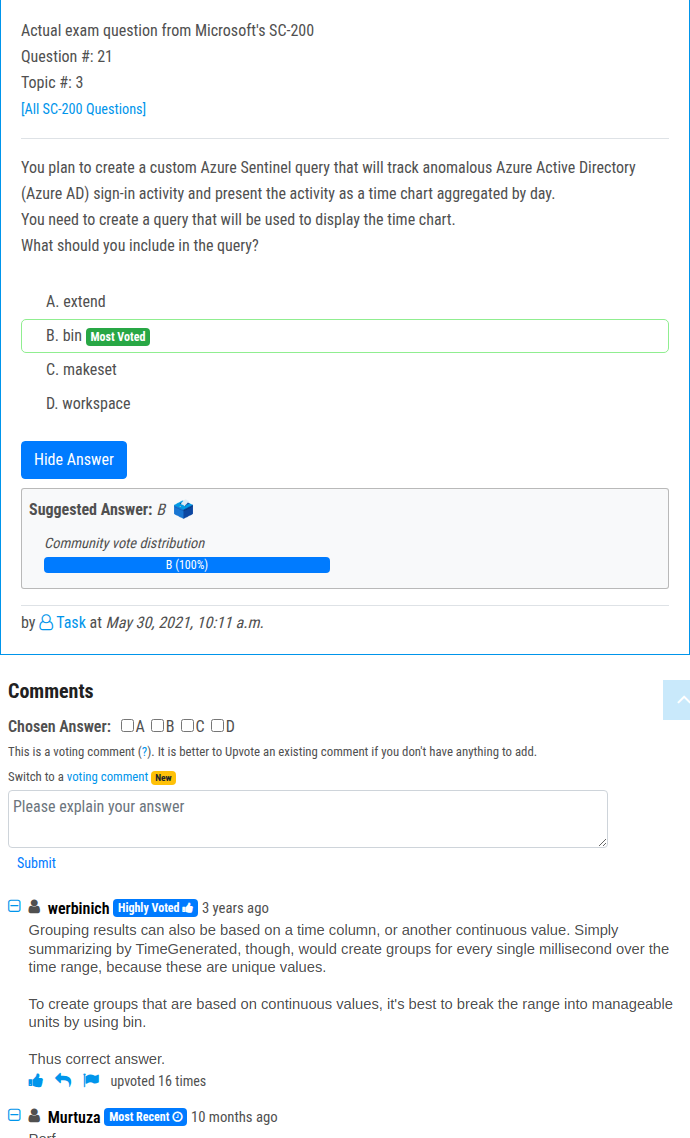 Actual exam question from Microsoft's SC-200
Question #: 21
Topic #: 3
[All SC-200 Questions]
You plan to create a custom Azure Sentinel query that will track anomalous Azure Active Directory
(Azure AD) sign-in activity and present the activity as a time chart aggregated by day.
You need to create a query that will be used to display the time chart.
What should you include in the query?
A. extend
B. bin Most Voted
C. makeset
D. workspace
Hide Answer
Suggested Answer: B
Community vote distribution
B (100%)
by Task at May 30, 2021, 10:11 a.m.
Comments
Chosen Answer: A B C D
This is a voting comment (?). It is better to Upvote an existing comment if you don't have anything to add.
Switch to a voting comment New
Please explain your answer
Submit
werbinich Highly Voted 3 years ago
Grouping results can also be based on a time column, or another continuous value. Simply
summarizing by TimeGenerated, though, would create groups for every single millisecond over the
time range, because these are unique values.
To create groups that are based on continuous values, it's best to break the range into manageable
units by using bin.
Thus correct answer.
upvoted 16 times
Murtuza Most Recent 10 months ago